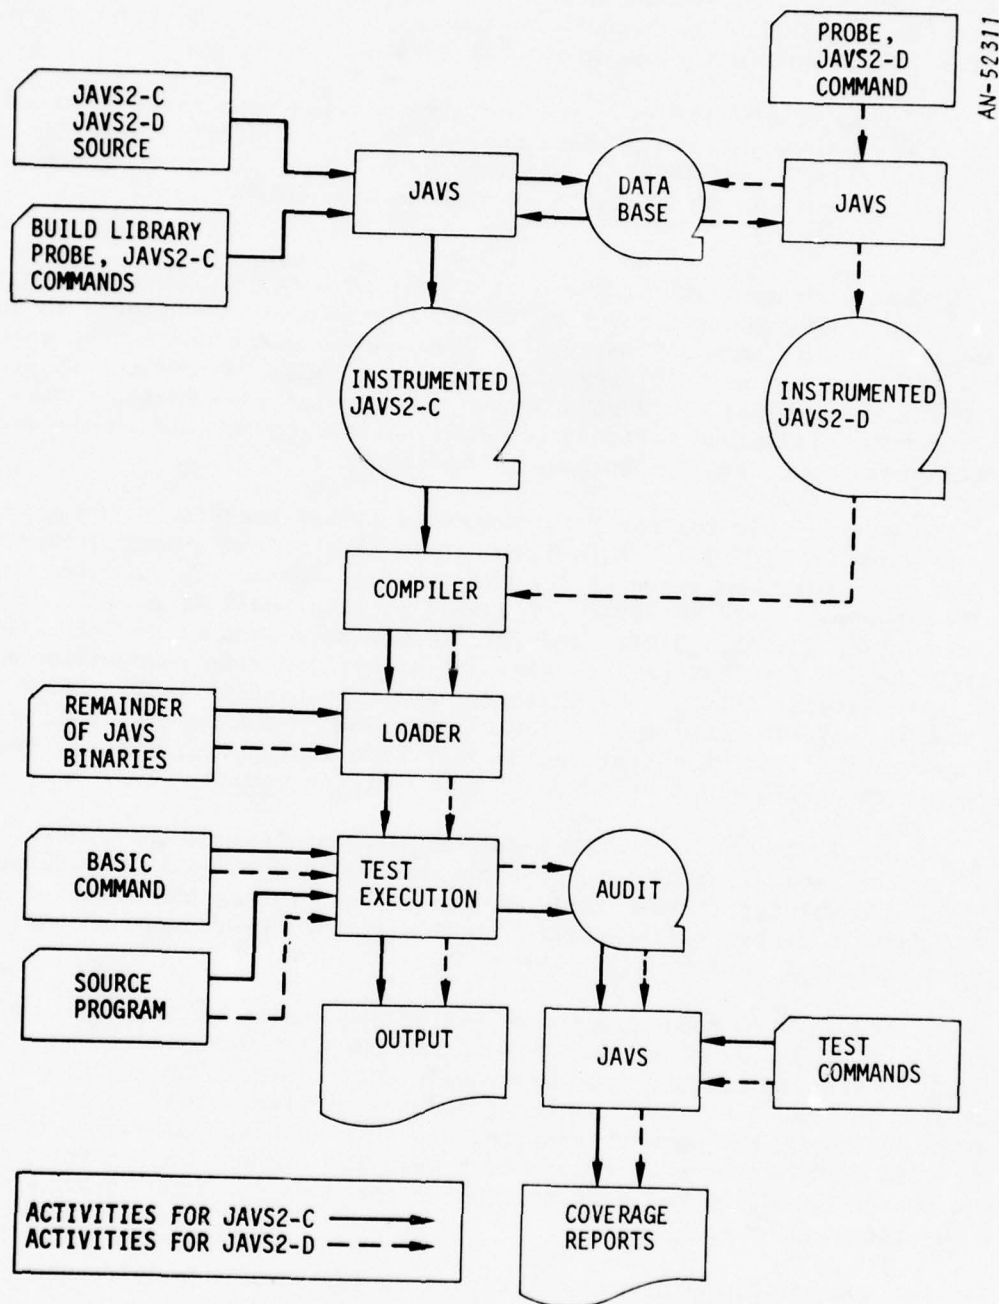 PROBE,
JAVS2-D
COMMAND
AN-52311
JAVS2-C
JAVS2-D
SOURCE
JAVS
DATA
BASE
JAVS
BUILD LIBRARY
PROBE, JAVS2-C
COMMANDS
INSTRUMENTED
JAVS2-C
INSTRUMENTED
JAVS2-D
COMPILER
REMAINDER
OF JAVS
BINARIES
LOADER
BASIC
COMMAND
TEST
EXECUTION
AUDIT
SOURCE
PROGRAM
OUTPUT
JAVS
TEST
COMMANDS
ACTIVITIES FOR JAVS2-C
ACTIVITIES FOR JAVS2-D
COVERAGE
REPORTS